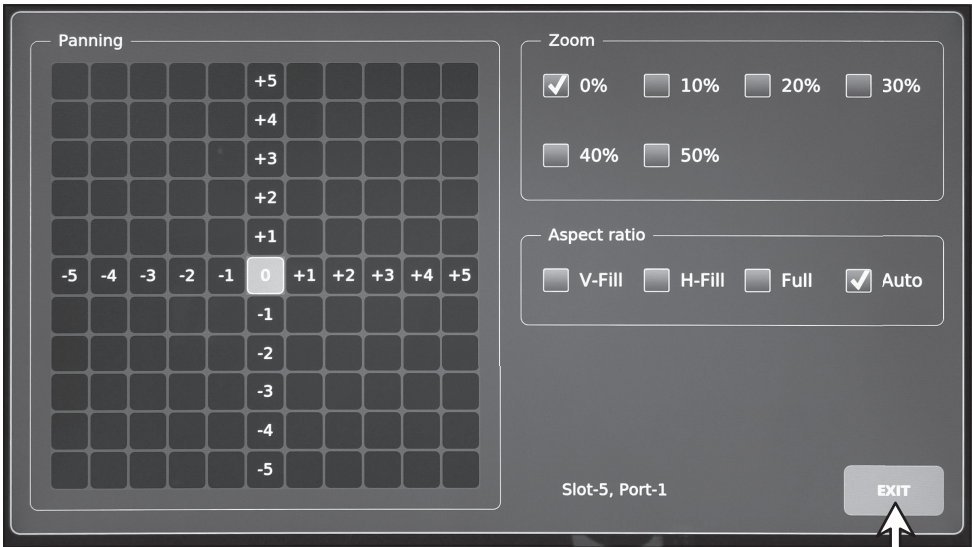 Panning
+5
+4
+3
+2
+1
-5 -4 -3 -2 -1 0 +1 +2 +3 +4 +5
-1
-2
-3
-4
-5
Zoom
0% 10% 20% 30%
40% 50%
Aspect ratio
V-Fill H-Fill Full Auto
Slot-5, Port-1
EXIT